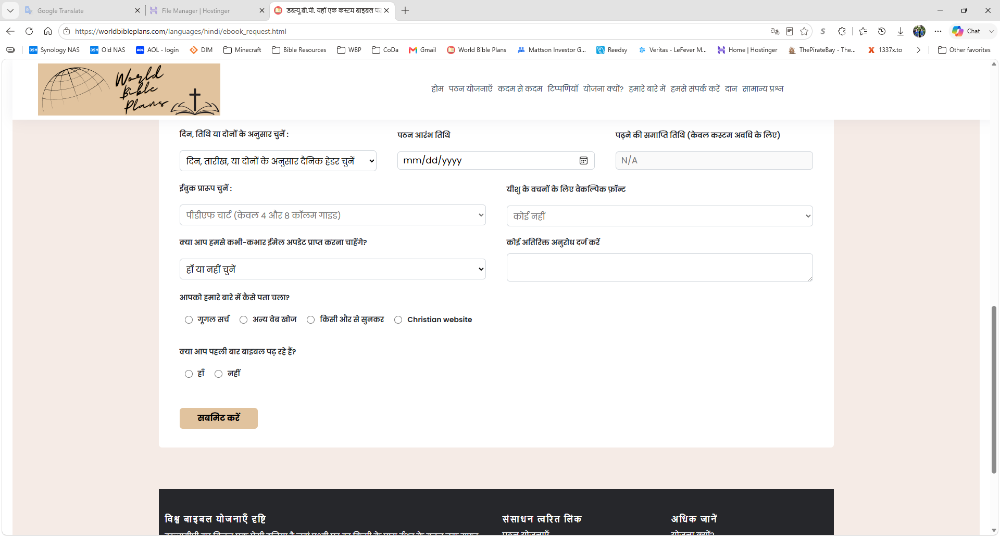 Google Translate
File Manager | Hostinger
डब्ल्यू.बी.पी. यहाँ एक कस्टम बाइबल
https://worldbibleplans.com/languages/hindi/ebook_request.html
Chat
Synology NAS
Old NAS
AOL - login
DIM
Minecraft
Bible Resources
WBP
CoDa
Gmail
World Bible Plans
Mattson Investor G...
Reedsy
Veritas - LeFever M...
Home | Hostinger
ThePirateBay - The...
1337x.to
Other favorites
World
Bible
Plans
होम पठन योजनाएँ कदम से कदम टिप्पणियाँ योजना क्यों? हमारे बारे में हमसे संपर्क करें दान सामान्य प्रश्न
दिन, तिथि या दोनों के अनुसार चुनें :
पठन आरंभ तिथि
पढ़ने की समाप्ति तिथि (केवल कस्टम अवधि के लिए)
दिन, तारीख, या दोनों के अनुसार दैनिक हेडर चुनें
mm/dd/yyyy
N/A
ईबुक प्रारूप चुनें :
यीशु के वचनों के लिए वैकल्पिक फ़ॉन्ट
पीडीएफ चार्ट (केवल 4 और 8 कॉलम गाइड)
कोई नहीं
क्या आप हमसे कभी-कभार ईमेल अपडेट प्राप्त करना चाहेंगे?
कोई अतिरिक्त अनुरोध दर्ज करें
हाँ या नहीं चुनें
आपको हमारे बारे में कैसे पता चला?
गूगल सर्च अन्य वेब खोज किसी और से सुनकर Christian website
क्या आप पहली बार बाइबल पढ़ रहे हैं?
हाँ नहीं
सबमिट करें
विश्व बाइबल योजनाएँ दृष्टि
संसाधन त्वरित लिंक
अधिक जानें
पठन योजनाएँ
योजना क्यों?